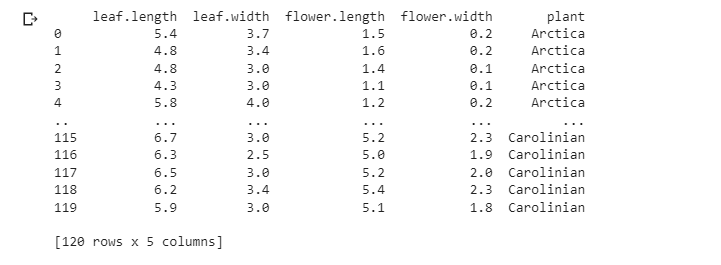 leaf.length leaf.width flower.length flower.width plant
0 5.4 3.7 1.5 0.2 Arctica
1 4.8 3.4 1.6 0.2 Arctica
2 4.8 3.0 1.4 0.1 Arctica
3 4.3 3.0 1.1 0.1 Arctica
4 5.8 4.0 1.2 0.2 Arctica
.. ... ... ... ... ...
115 6.7 3.0 5.2 2.3 Carolinian
116 6.3 2.5 5.0 1.9 Carolinian
117 6.5 3.0 5.2 2.0 Carolinian
118 6.2 3.4 5.4 2.3 Carolinian
119 5.9 3.0 5.1 1.8 Carolinian
[120 rows x 5 columns]